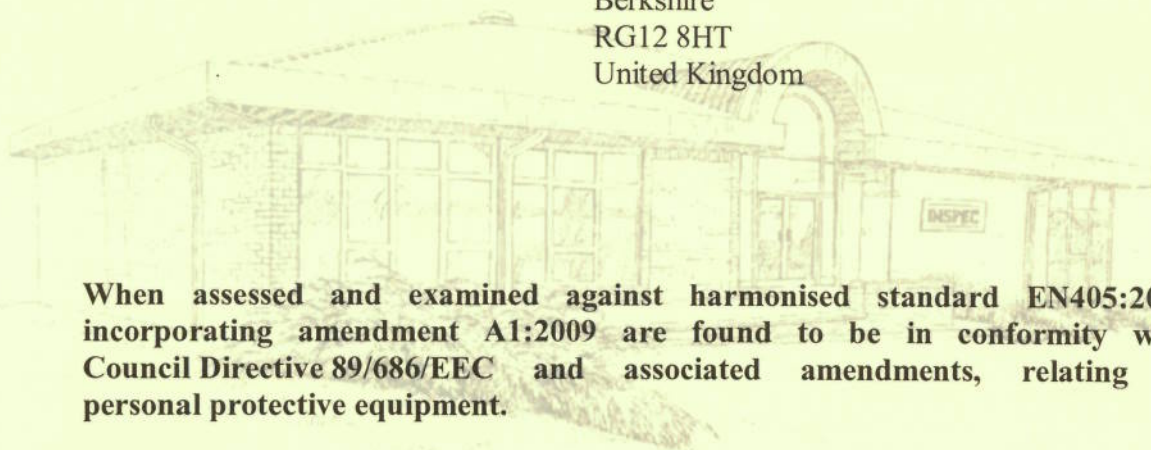 Berkshire
RG12 8HT
United Kingdom
INSPEC
When assessed and examined against harmonised standard EN405:20
incorporating amendment A1:2009 are found to be in conformity w
Council Directive 89/686/EEC and associated amendments, relating
personal protective equipment.